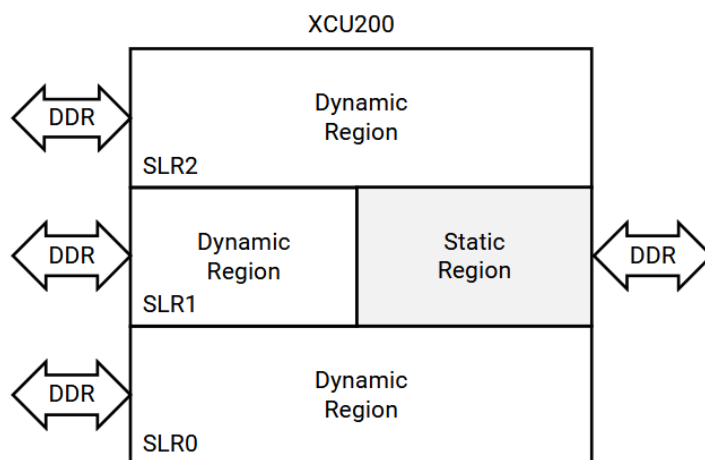 XCU200
DDR
Dynamic
Region
SLR2
DDR
Dynamic
Region
SLR1
Static
Region
DDR
DDR
Dynamic
Region
SLR0